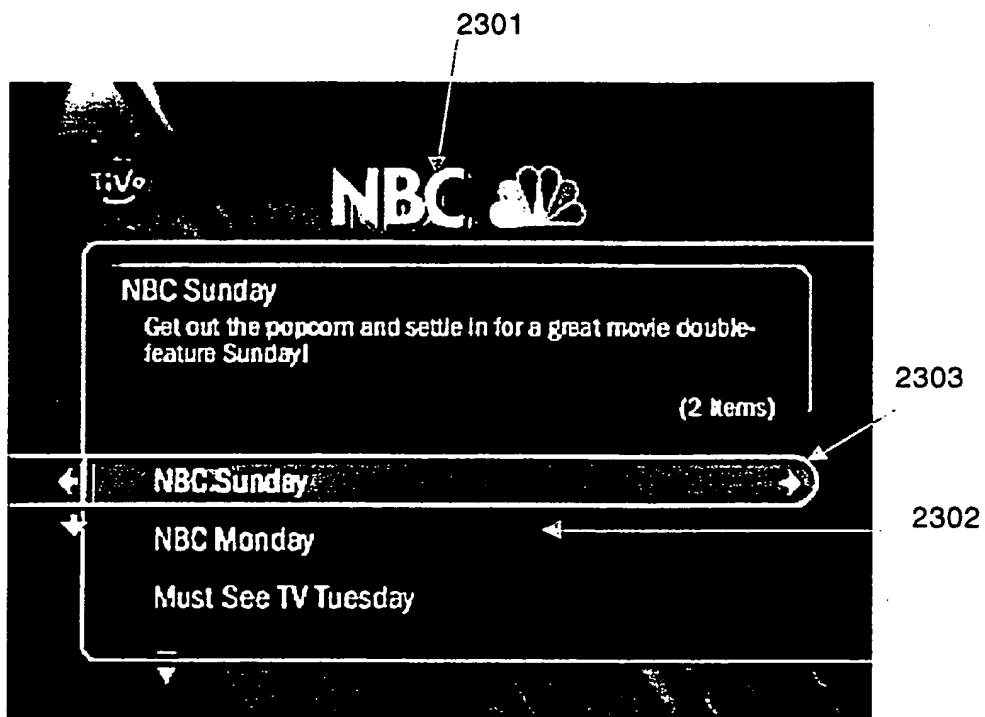 2301
TiVo
NBC
NBC Sunday
Get out the popcorn and settle in for a great movie double-
feature Sunday!
(2 Items)
2303
NBC Sunday
2302
NBC Monday
Must See TV Tuesday